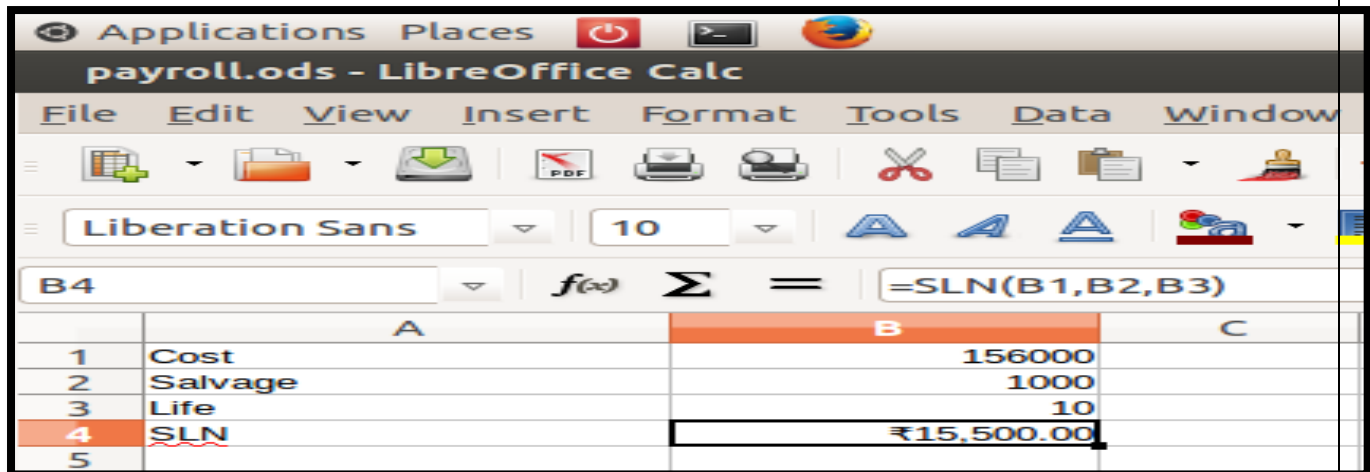 Applications Places
payroll.ods - LibreOffice Calc
File Edit View Insert Format Tools Data Window
PDF
Liberation Sans 10
B4 f(x) Σ = =SLN(B1,B2,B3)
A B C
1 Cost 156000
2 Salvage 1000
3 Life 10
4 SLN ₹15,500.00
5